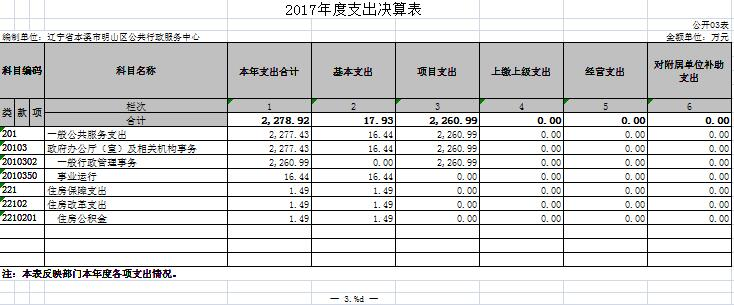 2017年度支出决算表
公开03表
编制单位：辽宁省本溪市明山区公共行政服务中心 金额单位：万元
科目编码 科目名称 本年支出合计 基本支出 项目支出 上缴上级支出 经营支出 对附属单位补助支出
类 款 项 栏次 1 2 3 4 5 6
合计 2,278.92 17.93 2,260.99 0.00 0.00 0.00
201 一般公共服务支出 2,277.43 16.44 2,260.99 0.00 0.00 0.00
20103 政府办公厅（室）及相关机构事务 2,277.43 16.44 2,260.99 0.00 0.00 0.00
2010302 一般行政管理事务 2,260.99 0.00 2,260.99 0.00 0.00 0.00
2010350 事业运行 16.44 16.44 0.00 0.00 0.00 0.00
221 住房保障支出 1.49 1.49 0.00 0.00 0.00 0.00
22102 住房改革支出 1.49 1.49 0.00 0.00 0.00 0.00
2210201 住房公积金 1.49 1.49 0.00 0.00 0.00 0.00
注：本表反映部门本年度各项支出情况。
— 3.%d —